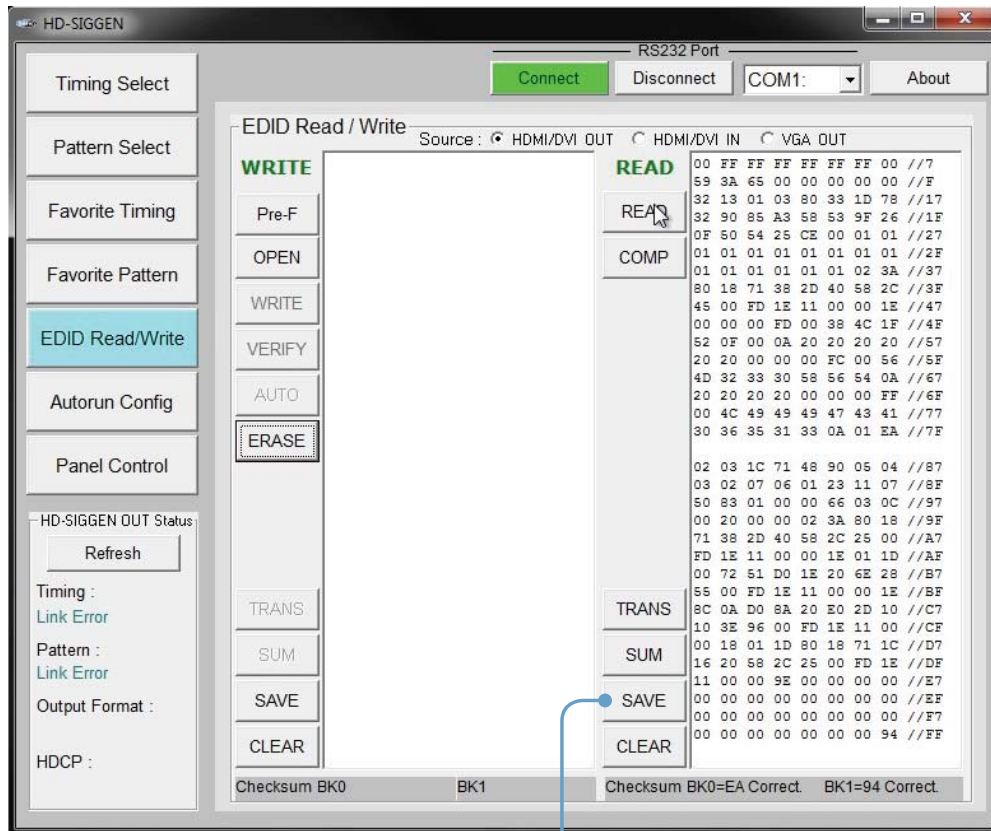 HD-SIGGEN
RS232 Port
Connect
Disconnect
COM1:
About
Timing Select
Pattern Select
Favorite Timing
Favorite Pattern
EDID Read/Write
Autorun Config
Panel Control
HD-SIGGEN OUT Status
Refresh
Timing :
Link Error
Pattern :
Link Error
Output Format :
HDCP :
EDID Read / Write
Source : HDMI/DVI OUT HDMI/DVI IN VGA OUT
WRITE
Pre-F
OPEN
WRITE
VERIFY
AUTO
ERASE
TRANS
SUM
SAVE
CLEAR
Checksum BK0 BK1
READ
READ
COMP
TRANS
SUM
SAVE
CLEAR
00 FF FF FF FF FF FF 00 //7
59 3A 65 00 00 00 00 00 //F
32 13 01 03 80 33 1D 78 //17
32 90 85 A3 58 53 9F 26 //1F
0F 50 54 25 CE 00 01 01 //27
01 01 01 01 01 01 01 01 //2F
01 01 01 01 01 01 02 3A //37
80 18 71 38 2D 40 58 2C //3F
45 00 FD 1E 11 00 00 1E //47
00 00 00 FD 00 38 4C 1F //4F
52 0F 00 0A 20 20 20 20 //57
20 20 00 00 00 FC 00 56 //5F
4D 32 33 30 58 56 54 0A //67
20 20 20 20 00 00 00 FF //6F
00 4C 49 49 49 47 43 41 //77
30 36 35 31 33 0A 01 EA //7F
02 03 1C 71 48 90 05 04 //87
03 02 07 06 01 23 11 07 //8F
50 83 01 00 00 66 03 0C //97
00 20 00 00 02 3A 80 18 //9F
71 38 2D 40 58 2C 25 00 //A7
FD 1E 11 00 00 1E 01 1D //AF
00 72 51 D0 1E 20 6E 28 //B7
55 00 FD 1E 11 00 00 1E //BF
8C 0A D0 8A 20 E0 2D 10 //C7
10 3E 96 00 FD 1E 11 00 //CF
00 18 01 1D 80 18 71 1C //D7
16 20 58 2C 25 00 FD 1E //DF
11 00 00 9E 00 00 00 00 //E7
00 00 00 00 00 00 00 00 //EF
00 00 00 00 00 00 00 00 //F7
00 00 00 00 00 00 00 94 //FF
Checksum BK0=EA Correct. BK1=94 Correct.